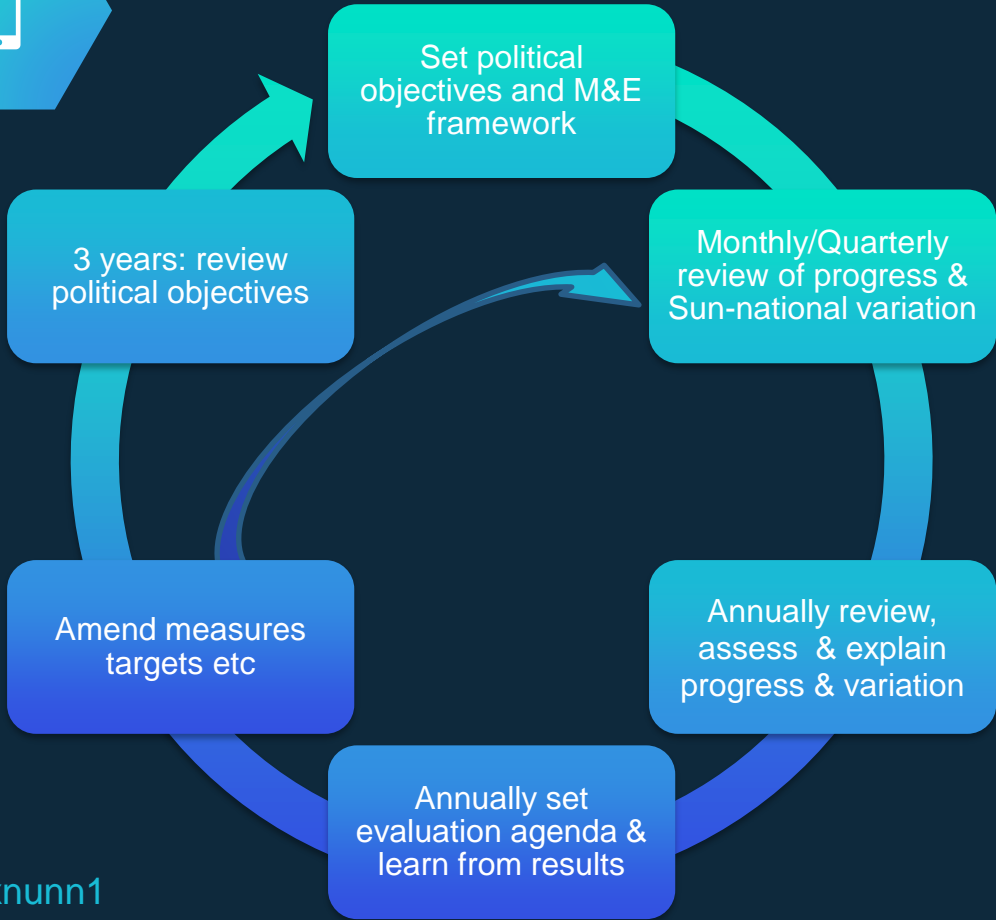 Set political
objectives and M&E
framework
Monthly/Quarterly
review of progress &
Sun-national variation
Annually review,
assess & explain
progress & variation
Annually set
evaluation agenda &
learn from results
Amend measures
targets etc
3 years: review
political objectives